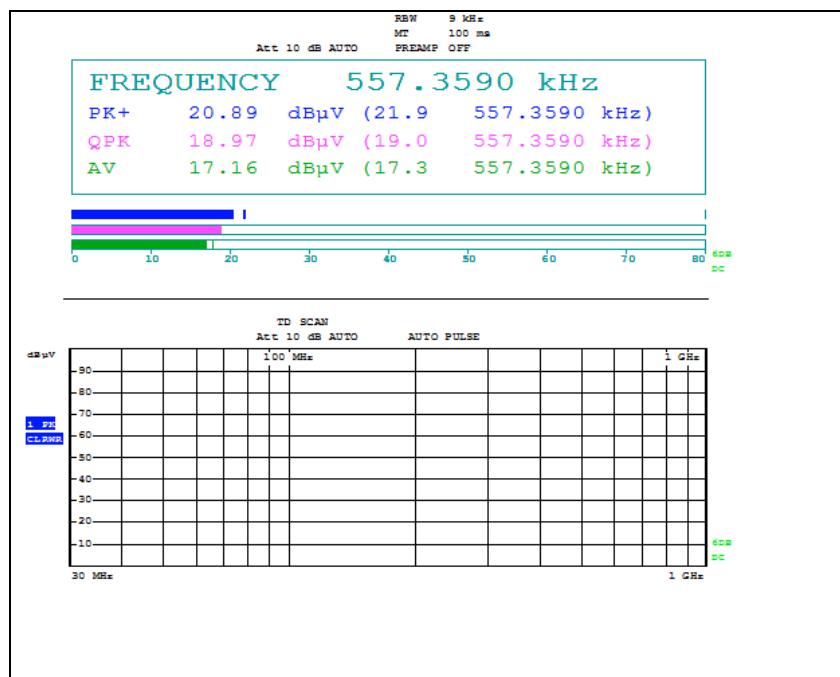 RBW 9 kHz
MT 100 ms
Att 10 dB AUTO PREAMP OFF
FREQUENCY 557.3590 kHz
PK+ 20.89 dBµV (21.9 557.3590 kHz)
QPK 18.97 dBµV (19.0 557.3590 kHz)
AV 17.16 dBµV (17.3 557.3590 kHz)
0 10 20 30 40 50 60 70 80
6DB
DC
TD SCAN
Att 10 dB AUTO AUTO PULSE
dBµV
100 MHz 1 GHz
90
80
70
1 PK
60
CLRWR
50
40
30
20
10
6DB
DC
30 MHz 1 GHz